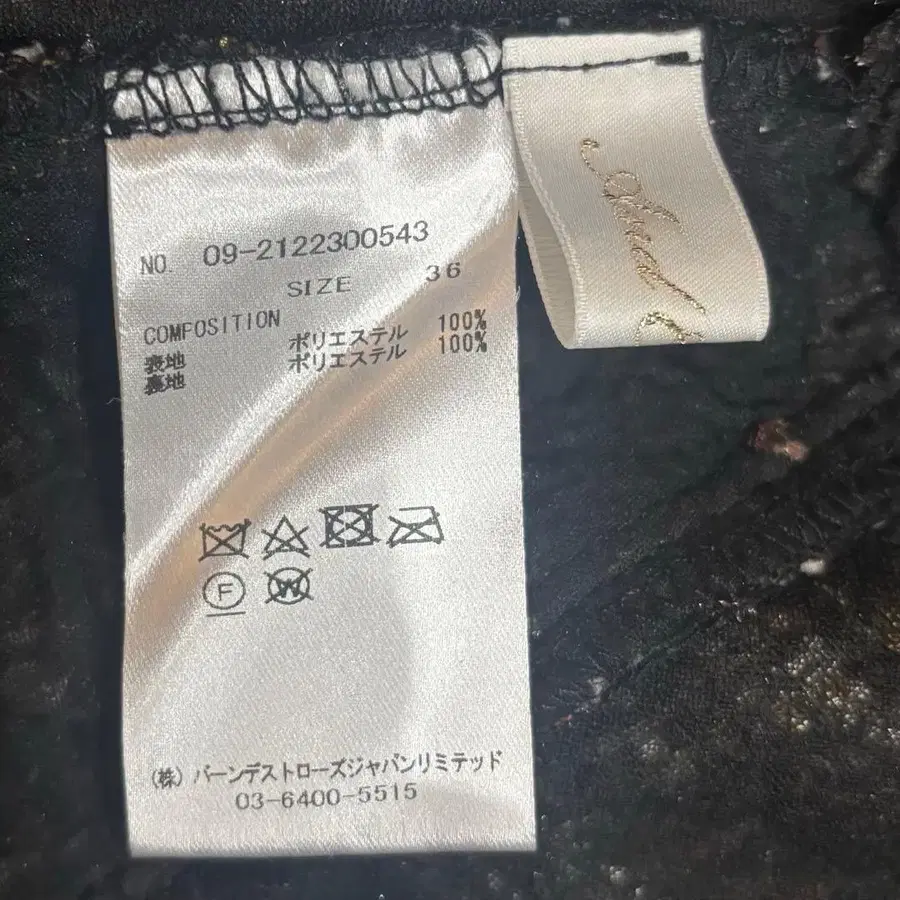 NO. 09-2122300543
SIZE 36
COMPOSITION
表地 ポリエステル 100%
裏地 ポリエステル 100%
F
W
(株) バーンデストローズジャパンリミテッド
03-6400-5515